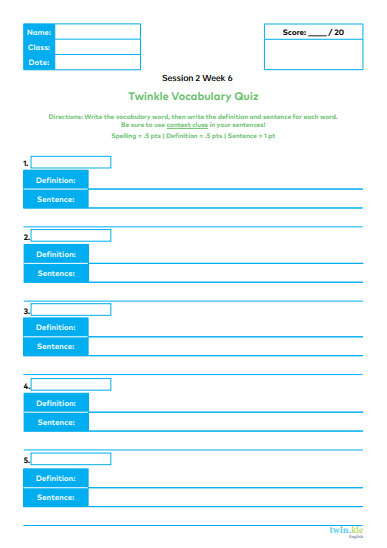 Name:
Score: ____ / 20
Class:
Date:
Session 2 Week 6
Twinkle Vocabulary Quiz
Directions: Write the vocabulary word, then write the definition and sentence for each word.
Be sure to use context clues in your sentences!
Spelling = .5 pts | Definition = .5 pts | Sentence = 1 pt
1.
Definition:
Sentence:
2.
Definition:
Sentence:
3.
Definition:
Sentence:
4.
Definition:
Sentence:
5.
Definition:
Sentence:
twin.kle
English